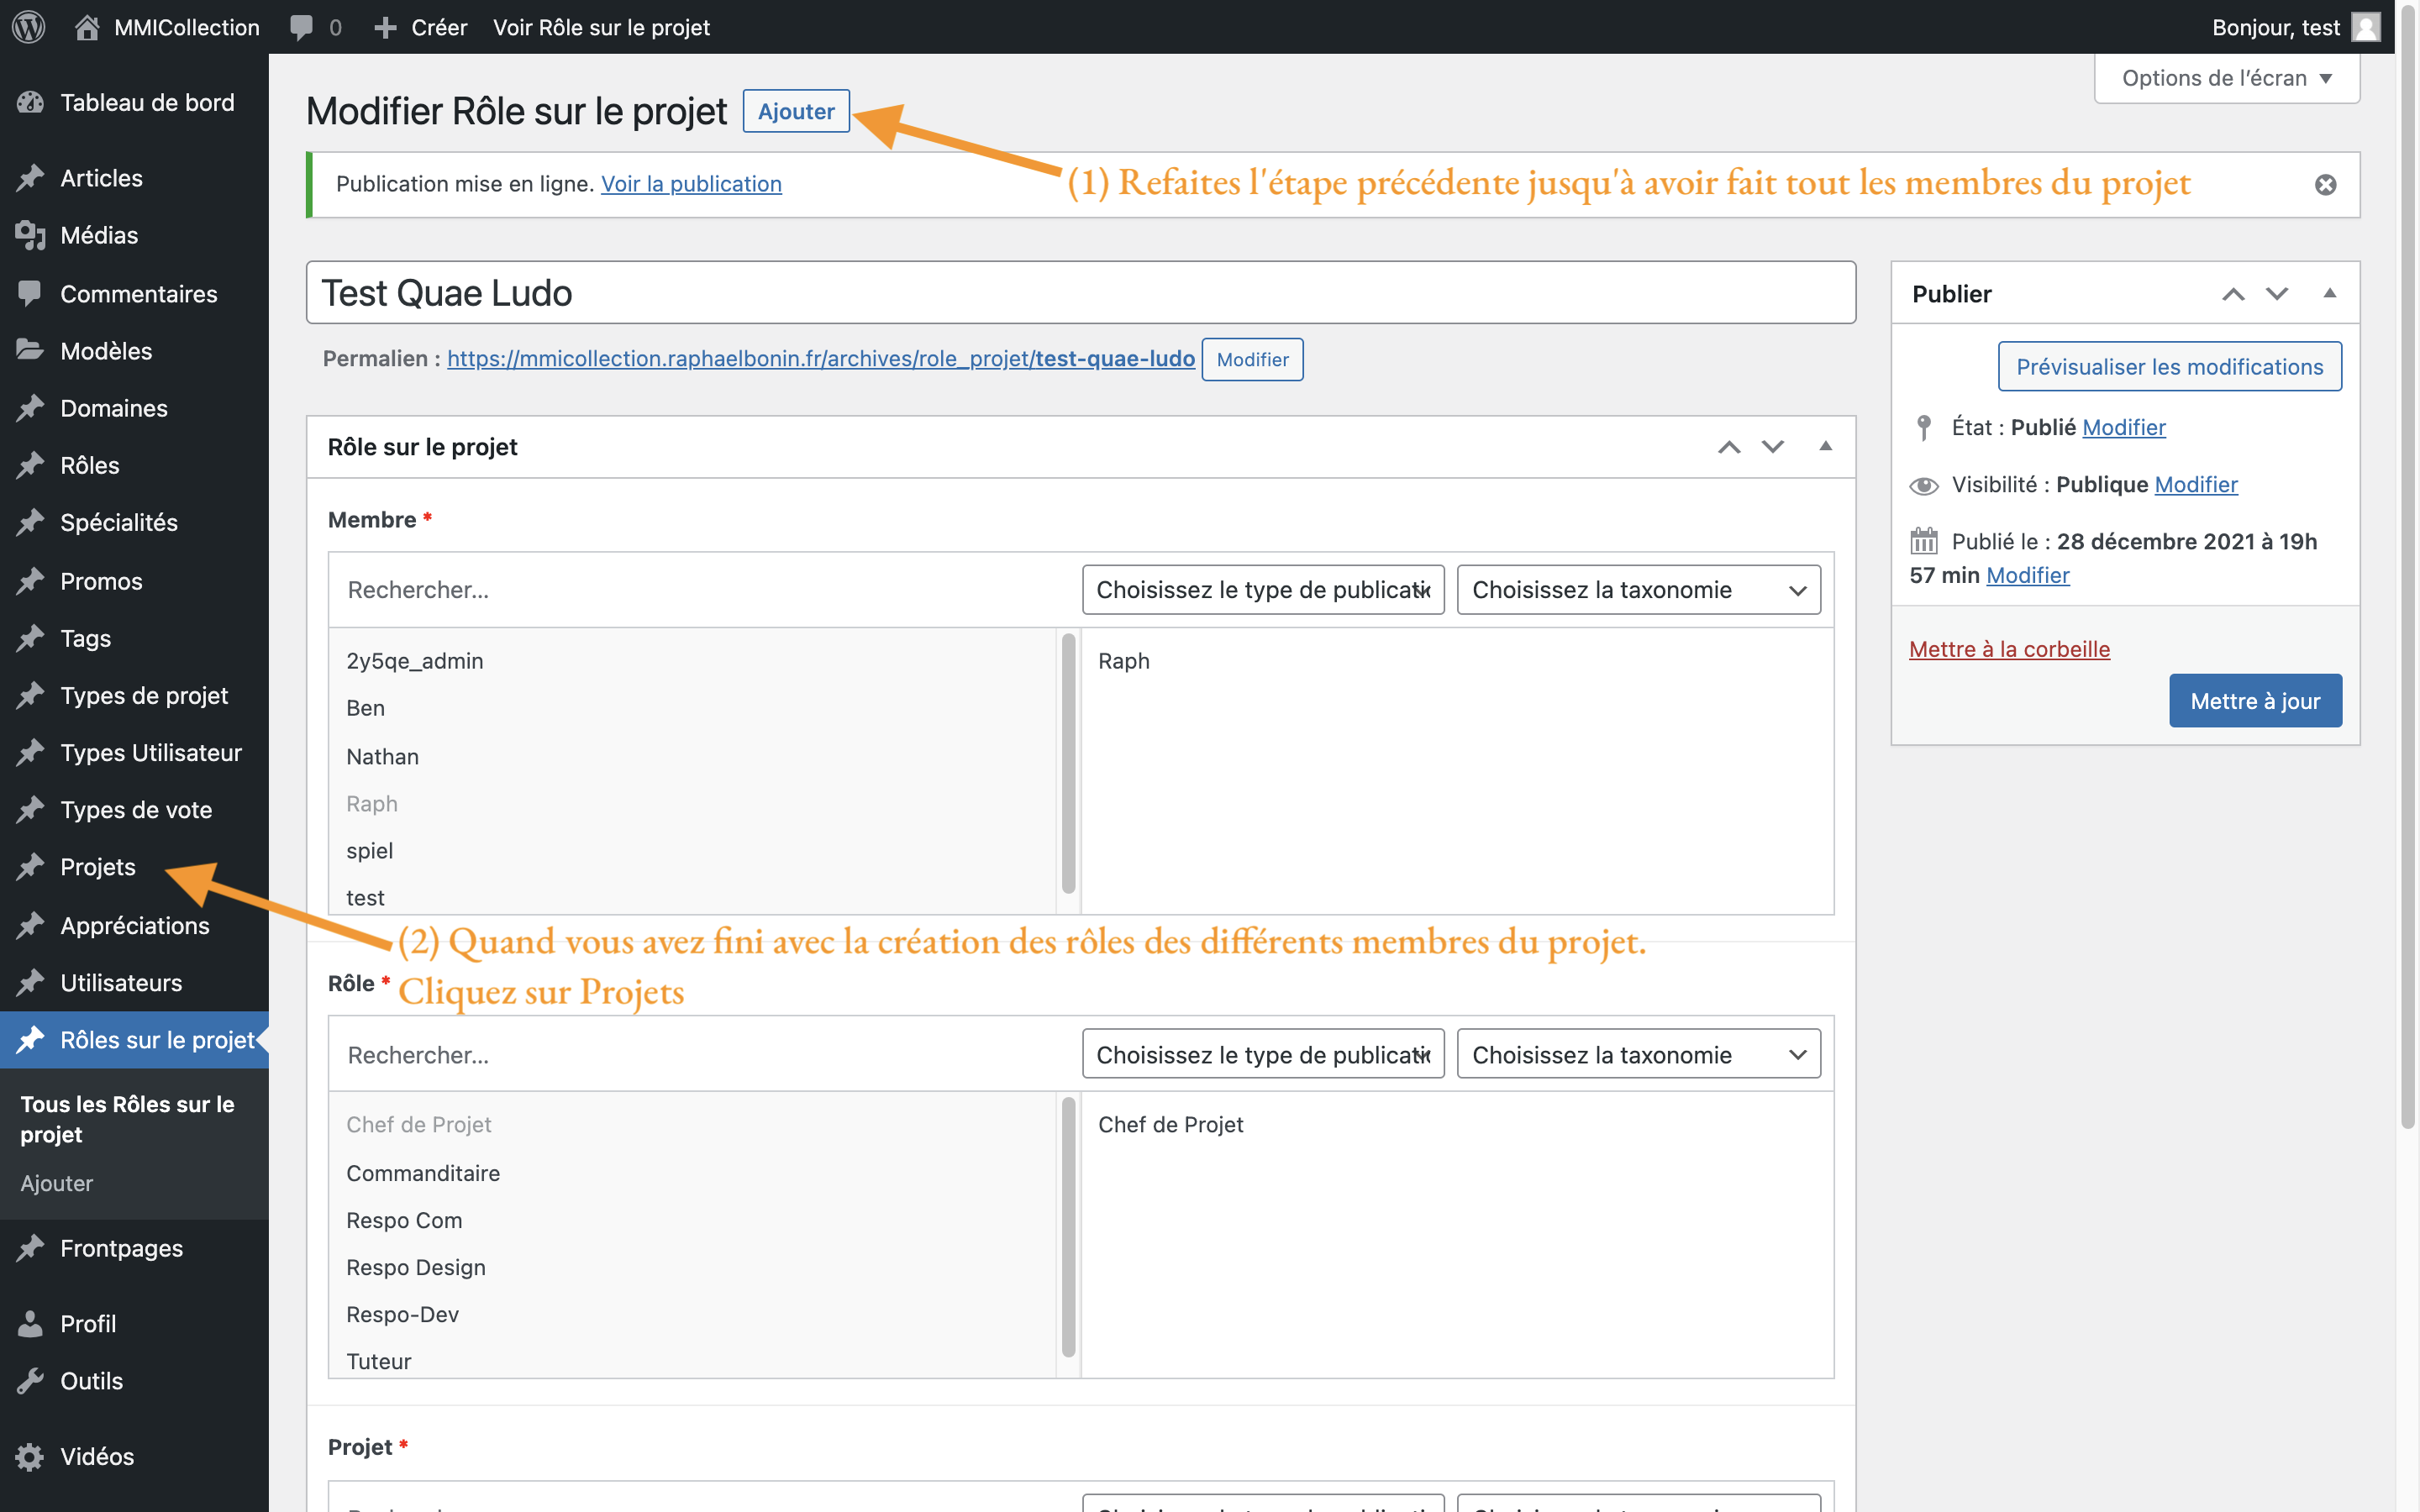 MMICollection 0 Créer Voir Rôle sur le projet Bonjour, test
Options de l’écran
Tableau de bord
Articles
Médias
Commentaires
Modèles
Domaines
Rôles
Spécialités
Promos
Tags
Types de projet
Types Utilisateur
Types de vote
Projets
Appréciations
Utilisateurs
Rôles sur le projet
Tous les Rôles sur le
projet
Ajouter
Frontpages
Profil
Outils
Vidéos
Modifier Rôle sur le projet Ajouter
(1) Refaites l'étape précédente jusqu'à avoir fait tout les membres du projet
Publication mise en ligne. Voir la publication
Test Quae Ludo
Permalien : https://mmicollection.raphaelbonin.fr/archives/role_projet/test-quae-ludo Modifier
Rôle sur le projet
Membre *
Rechercher... Choisissez le type de publicati Choisissez la taxonomie
2y5qe_admin
Ben
Nathan
Raph
spiel
test
Raph
(2) Quand vous avez fini avec la création des rôles des différents membres du projet.
Cliquez sur Projets
Rôle *
Rechercher... Choisissez le type de publicati Choisissez la taxonomie
Chef de Projet
Commanditaire
Respo Com
Respo Design
Respo-Dev
Tuteur
Chef de Projet
Projet *
Publier
Prévisualiser les modifications
État : Publié Modifier
Visibilité : Publique Modifier
Publié le : 28 décembre 2021 à 19h
57 min Modifier
Mettre à la corbeille
Mettre à jour